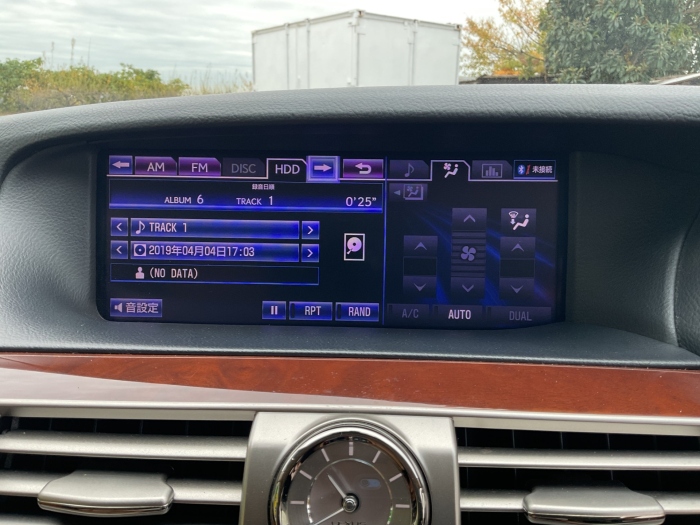 AM FM DISC HDD 未接続
録音日順
ALBUM 6 TRACK 1 0'25"
TRACK 1
2019年04月04日17:03
(NO DATA)
音設定 RPT RAND A/C AUTO DUAL